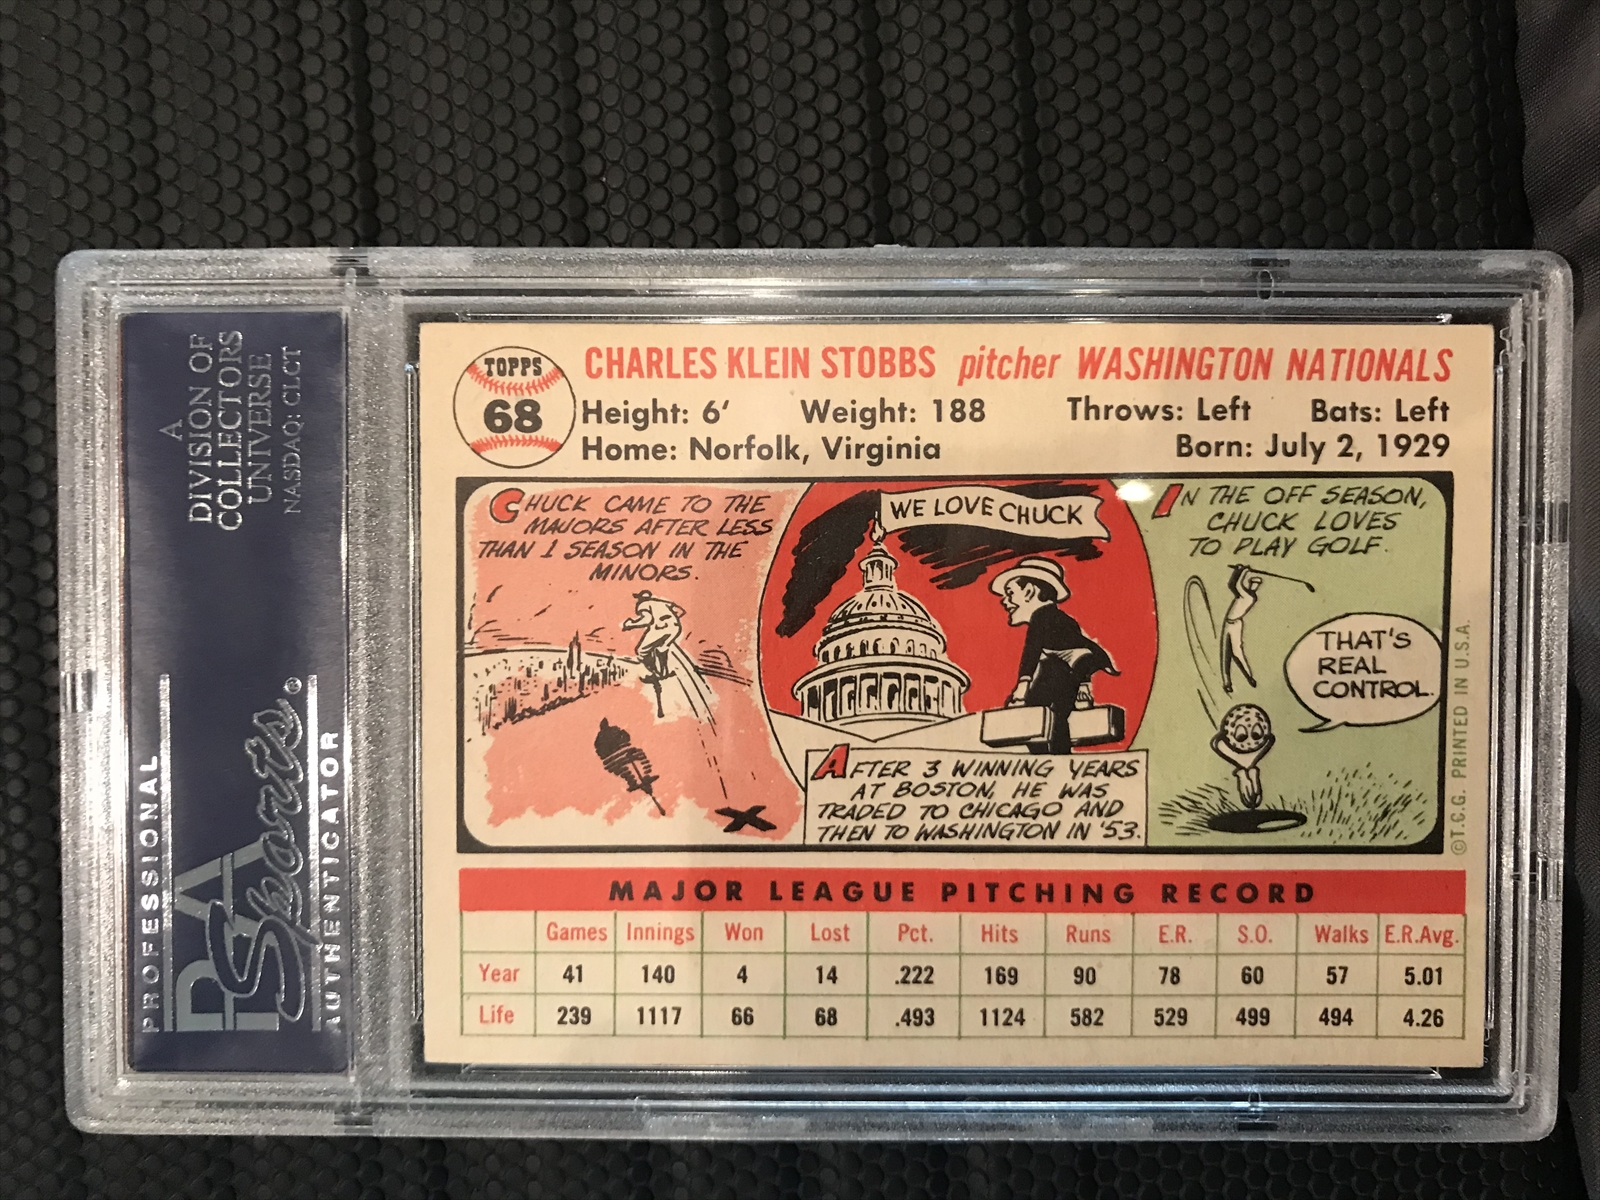 A
DIVISION OF
COLLECTORS
UNIVERSE
NASDAQ: CLCT
PROFESSIONAL
PSA
Sports
AUTHENTICATOR
TOPPS
68
CHARLES KLEIN STOBBS pitcher WASHINGTON NATIONALS
Height: 6' Weight: 188 Throws: Left Bats: Left
Home: Norfolk, Virginia Born: July 2, 1929
CHUCK CAME TO THE
MAJORS AFTER LESS
THAN 1 SEASON IN THE
MINORS.
WE LOVE CHUCK
AFTER 3 WINNING YEARS
AT BOSTON, HE WAS
TRADED TO CHICAGO AND
THEN TO WASHINGTON IN '53.
IN THE OFF SEASON,
CHUCK LOVES
TO PLAY GOLF.
THAT'S
REAL
CONTROL.
©T.C.G. PRINTED IN U.S.A.
MAJOR LEAGUE PITCHING RECORD
Games Innings Won Lost Pct. Hits Runs E.R. S.O. Walks E.R.Avg.
Year 41 140 4 14 .222 169 90 78 60 57 5.01
Life 239 1117 66 68 .493 1124 582 529 499 494 4.26